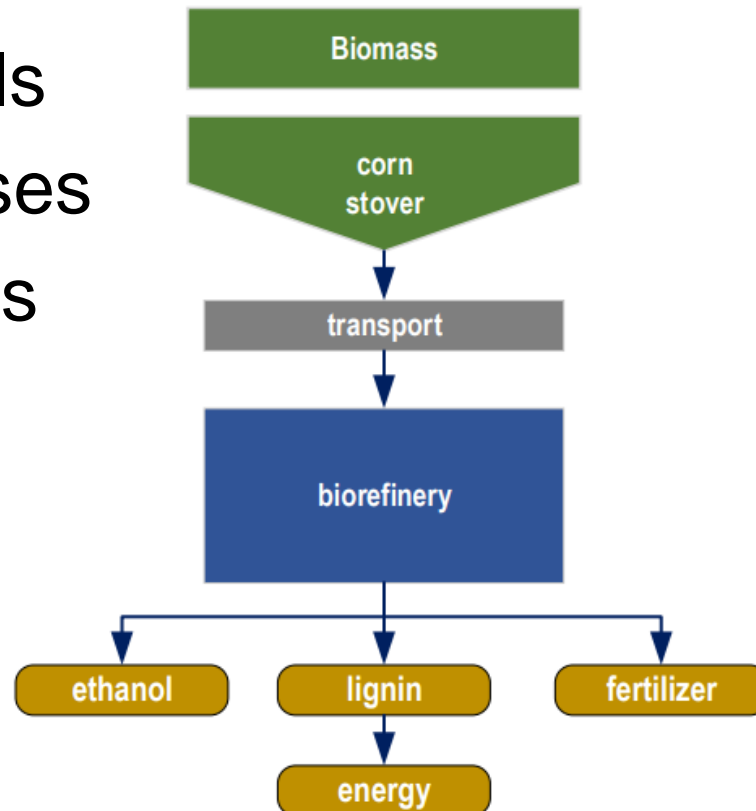 ls
ses
s
Biomass
corn
stover
transport
biorefinery
ethanol
lignin
fertilizer
energy